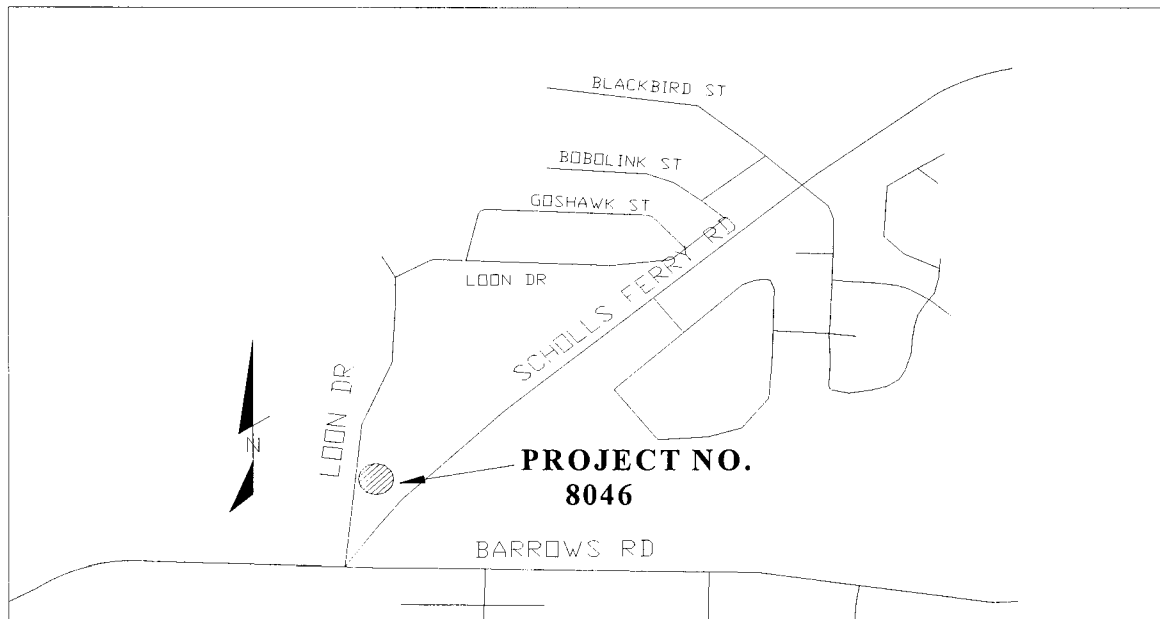 BLACKBIRD ST
BOBOLINK ST
GOSHAWK ST
LOON DR
SCHOLLS FERRY RD
LOON DR
N
PROJECT NO.
8046
BARROWS RD